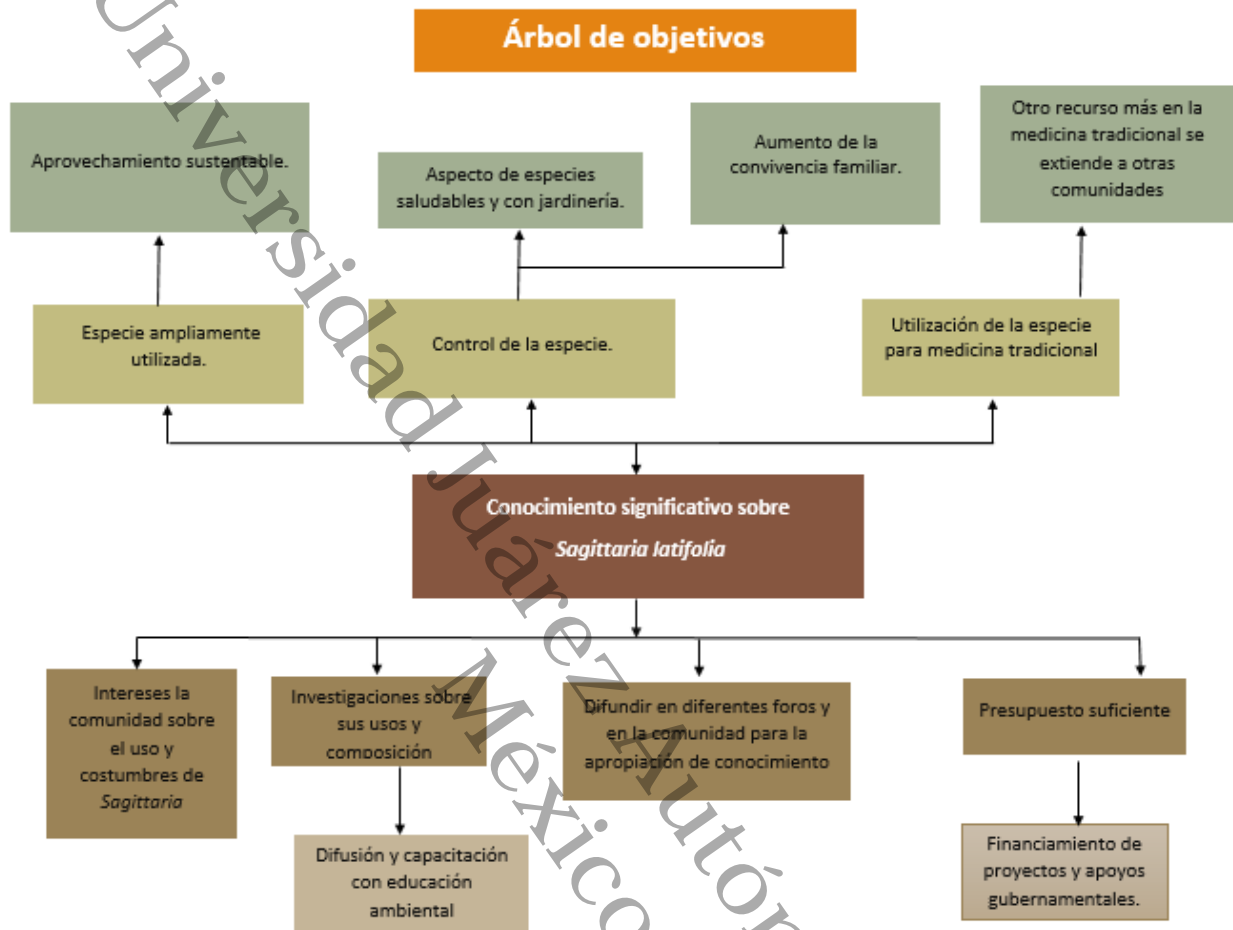 Árbol de objetivos
Aprovechamiento sustentable.
Aspecto de especies
saludables y con jardinería.
Aumento de la
convivencia familiar.
Otro recurso más en la
medicina tradicional se
extiende a otras
comunidades
Especie ampliamente
utilizada.
Control de la especie.
Utilización de la especie
para medicina tradicional
Conocimiento significativo sobre
Sagittaria latifolia
Intereses la
comunidad sobre
el uso y
costumbres de
Sagittaria
Investigaciones sobre
sus usos y
composición
Difundir en diferentes foros y
en la comunidad para la
apropiación de conocimiento
Presupuesto suficiente
Difusión y capacitación
con educación
ambiental
Financiamiento de
proyectos y apoyos
gubernamentales.
Universidad Juárez Autón
México